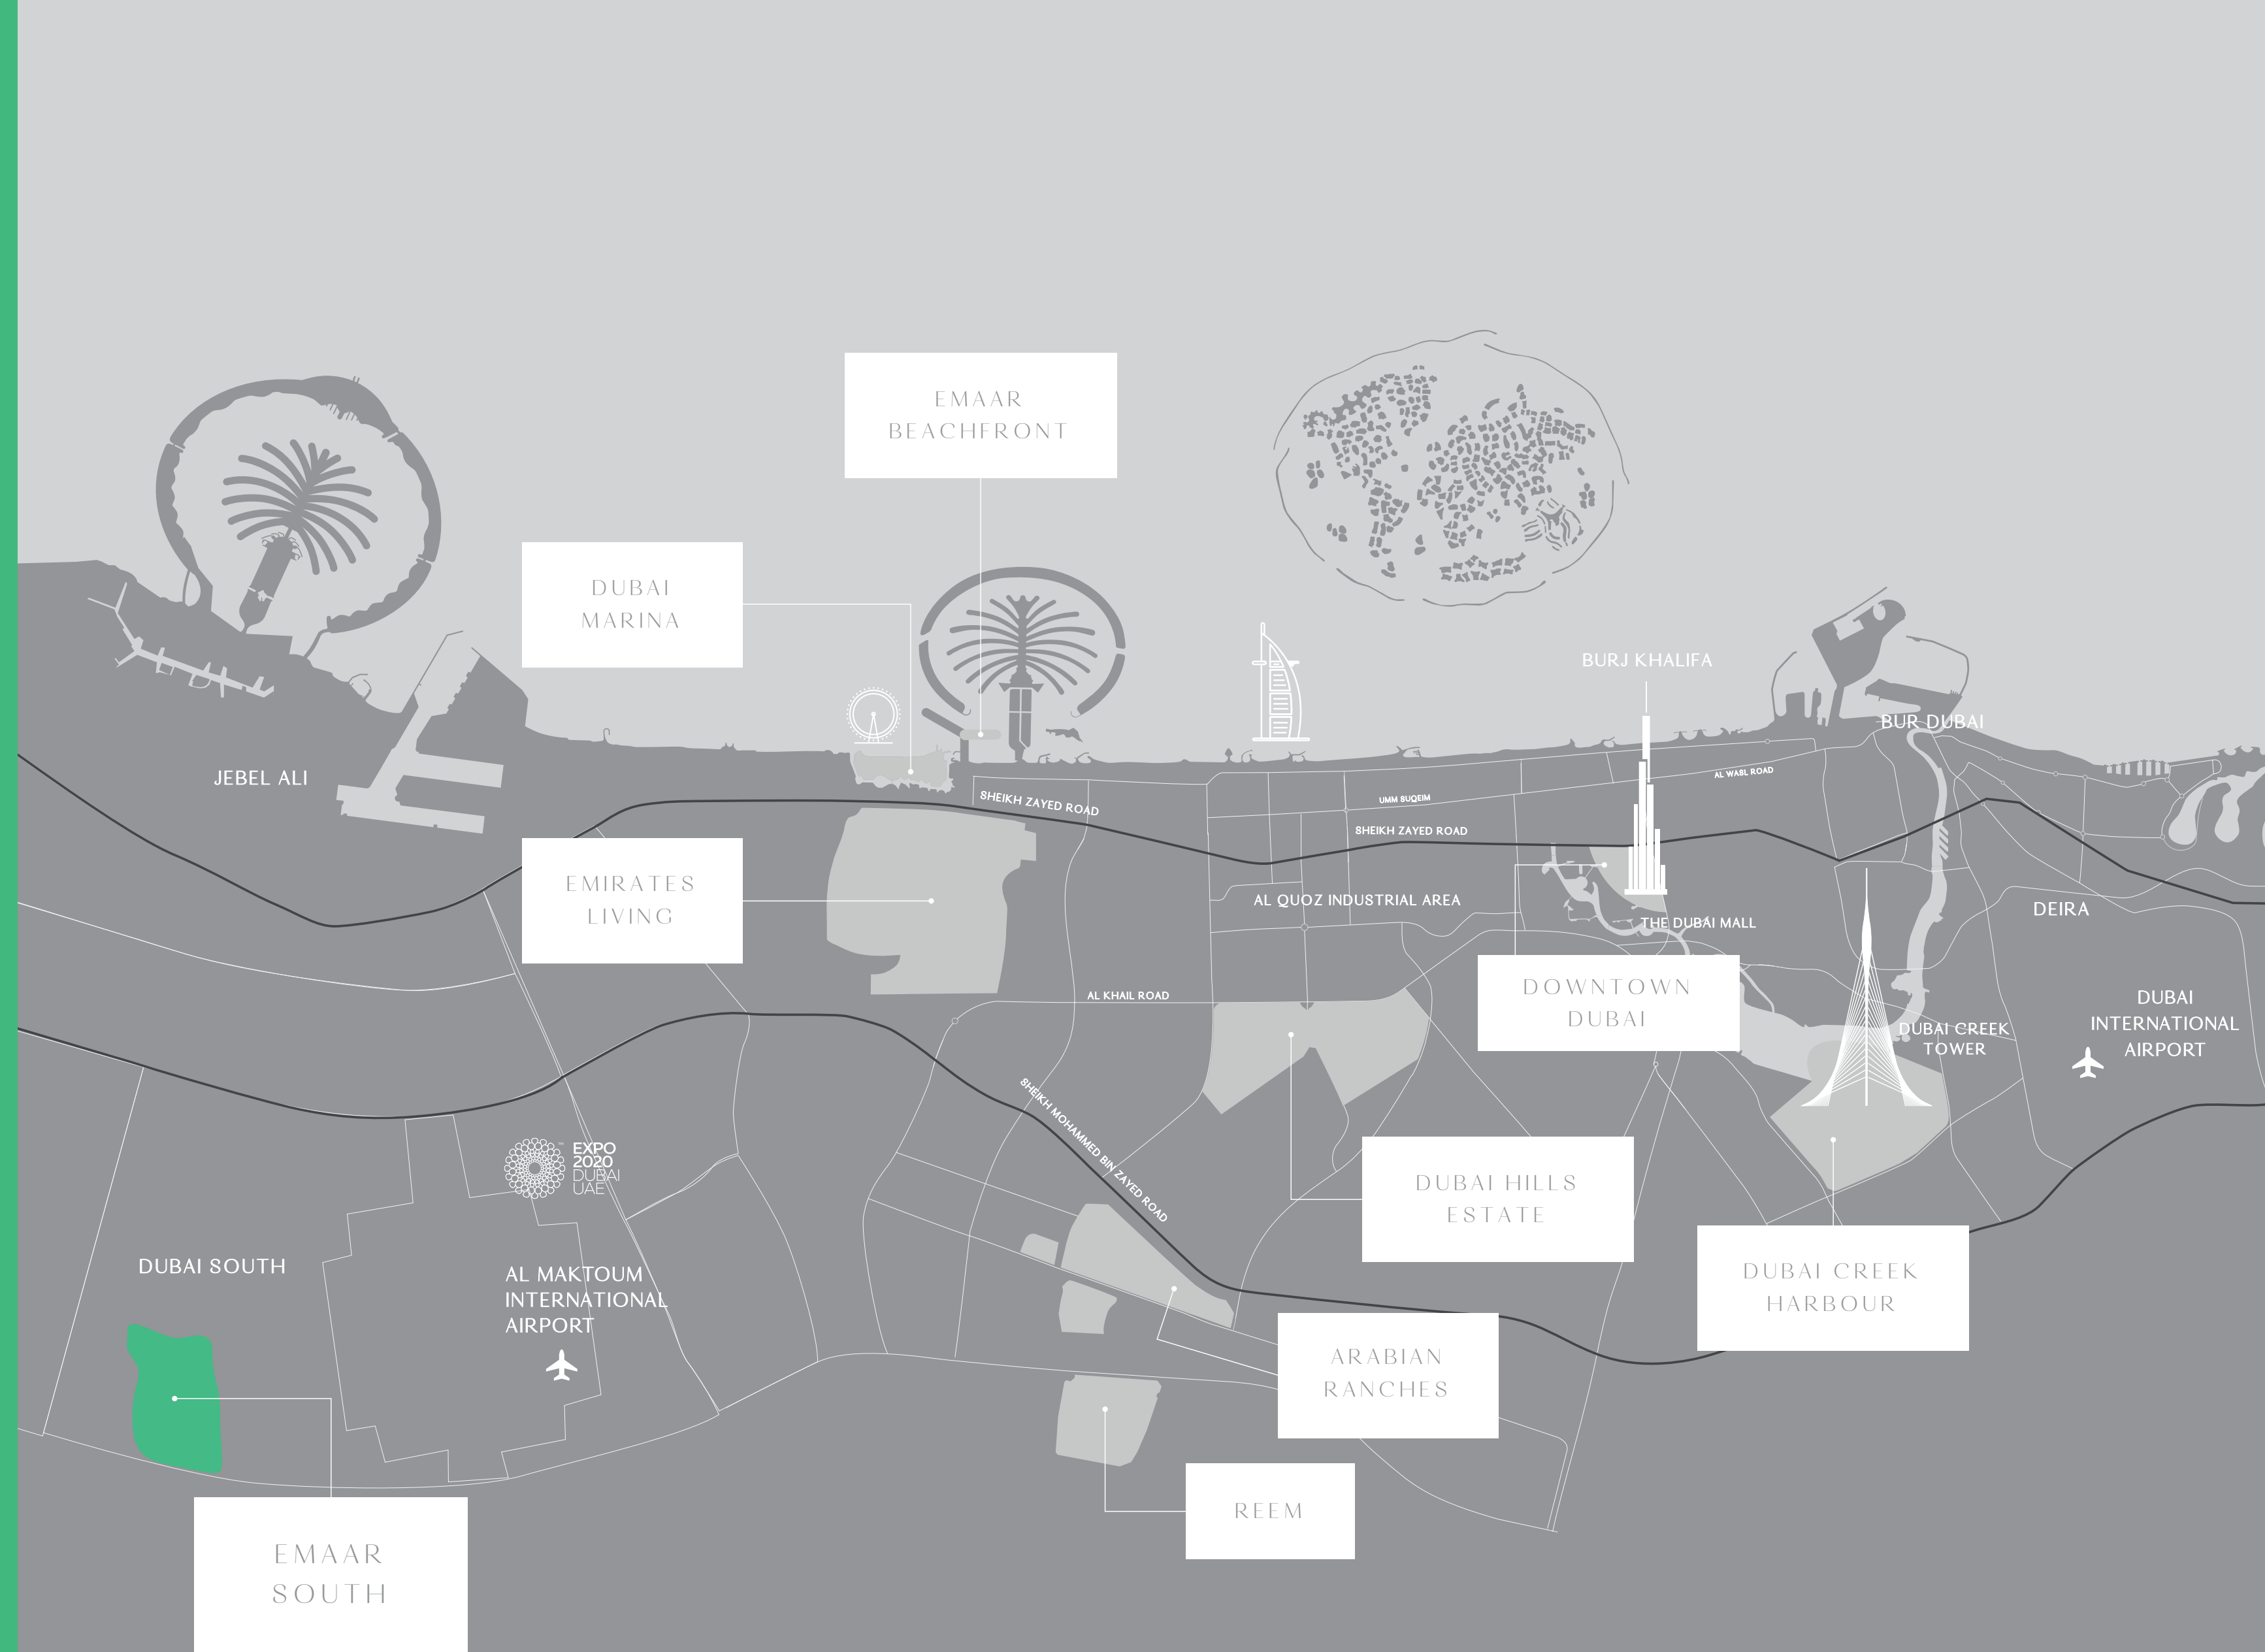 EMAAR
BEACHFRONT
DUBAI
MARINA
BURJ KHALIFA
BUR DUBAI
JEBEL ALI
SHEIKH ZAYED ROAD
UMM SUQEIM
AL WASL ROAD
SHEIKH ZAYED ROAD
EMIRATES
LIVING
AL QUOZ INDUSTRIAL AREA
THE DUBAI MALL
DEIRA
DOWNTOWN
DUBAI
AL KHAIL ROAD
DUBAI
INTERNATIONAL
AIRPORT
DUBAI CREEK
TOWER
SHEIKH MOHAMMED BIN ZAYED ROAD
EXPO
2020
DUBAI
UAE
DUBAI HILLS
ESTATE
DUBAI SOUTH
AL MAKTOUM
INTERNATIONAL
AIRPORT
DUBAI CREEK
HARBOUR
ARABIAN
RANCHES
REEM
EMAAR
SOUTH